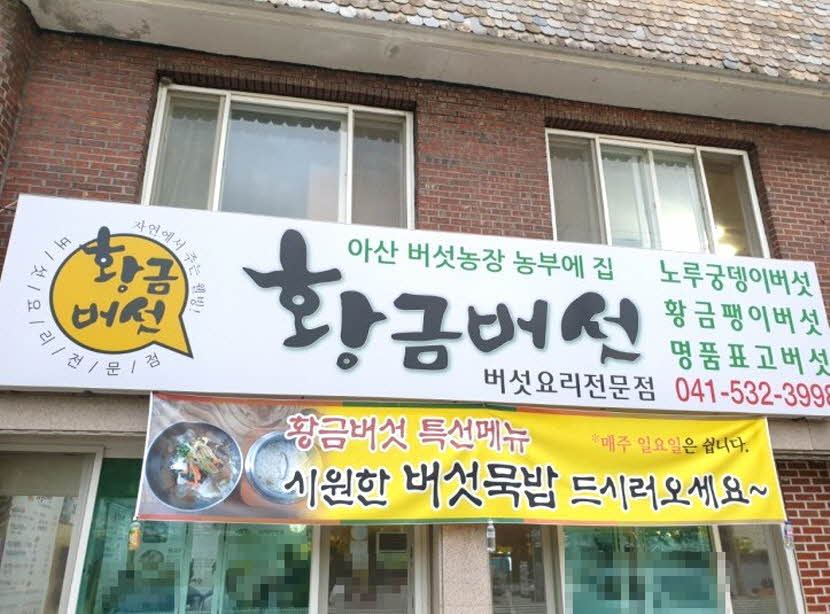 자연에서 주는 웰빙!
황금
버섯
버/섯/요/리/전/문/점
아산 버섯농장 농부에 집
황금버섯
버섯요리전문점
노루궁뎅이버섯
황금팽이버섯
명품표고버섯
041-532-3998
황금버섯 특선메뉴
*매주 일요일은 쉽니다.
시원한 버섯묵밥 드시러오세요~